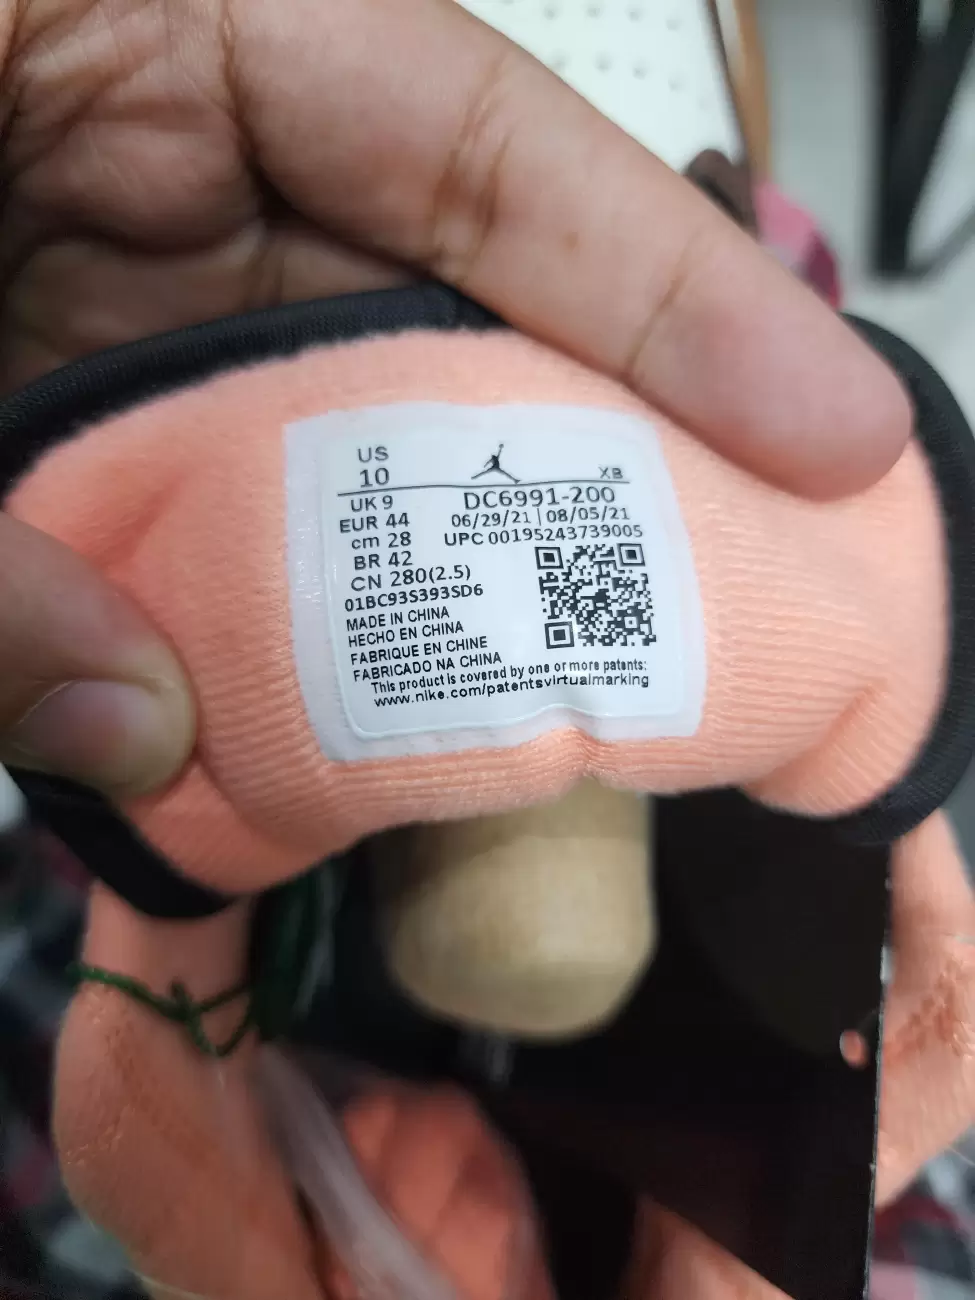 US
10
XB
UK 9
EUR 44
cm 28
BR 42
CN 280(2.5)
DC6991-200
06/29/21 | 08/05/21
UPC 00195243739005
01BC93S393SD6
MADE IN CHINA
HECHO EN CHINA
FABRIQUE EN CHINE
FABRICADO NA CHINA
This product is covered by one or more patents:
www.nike.com/patentsvirtualmarking